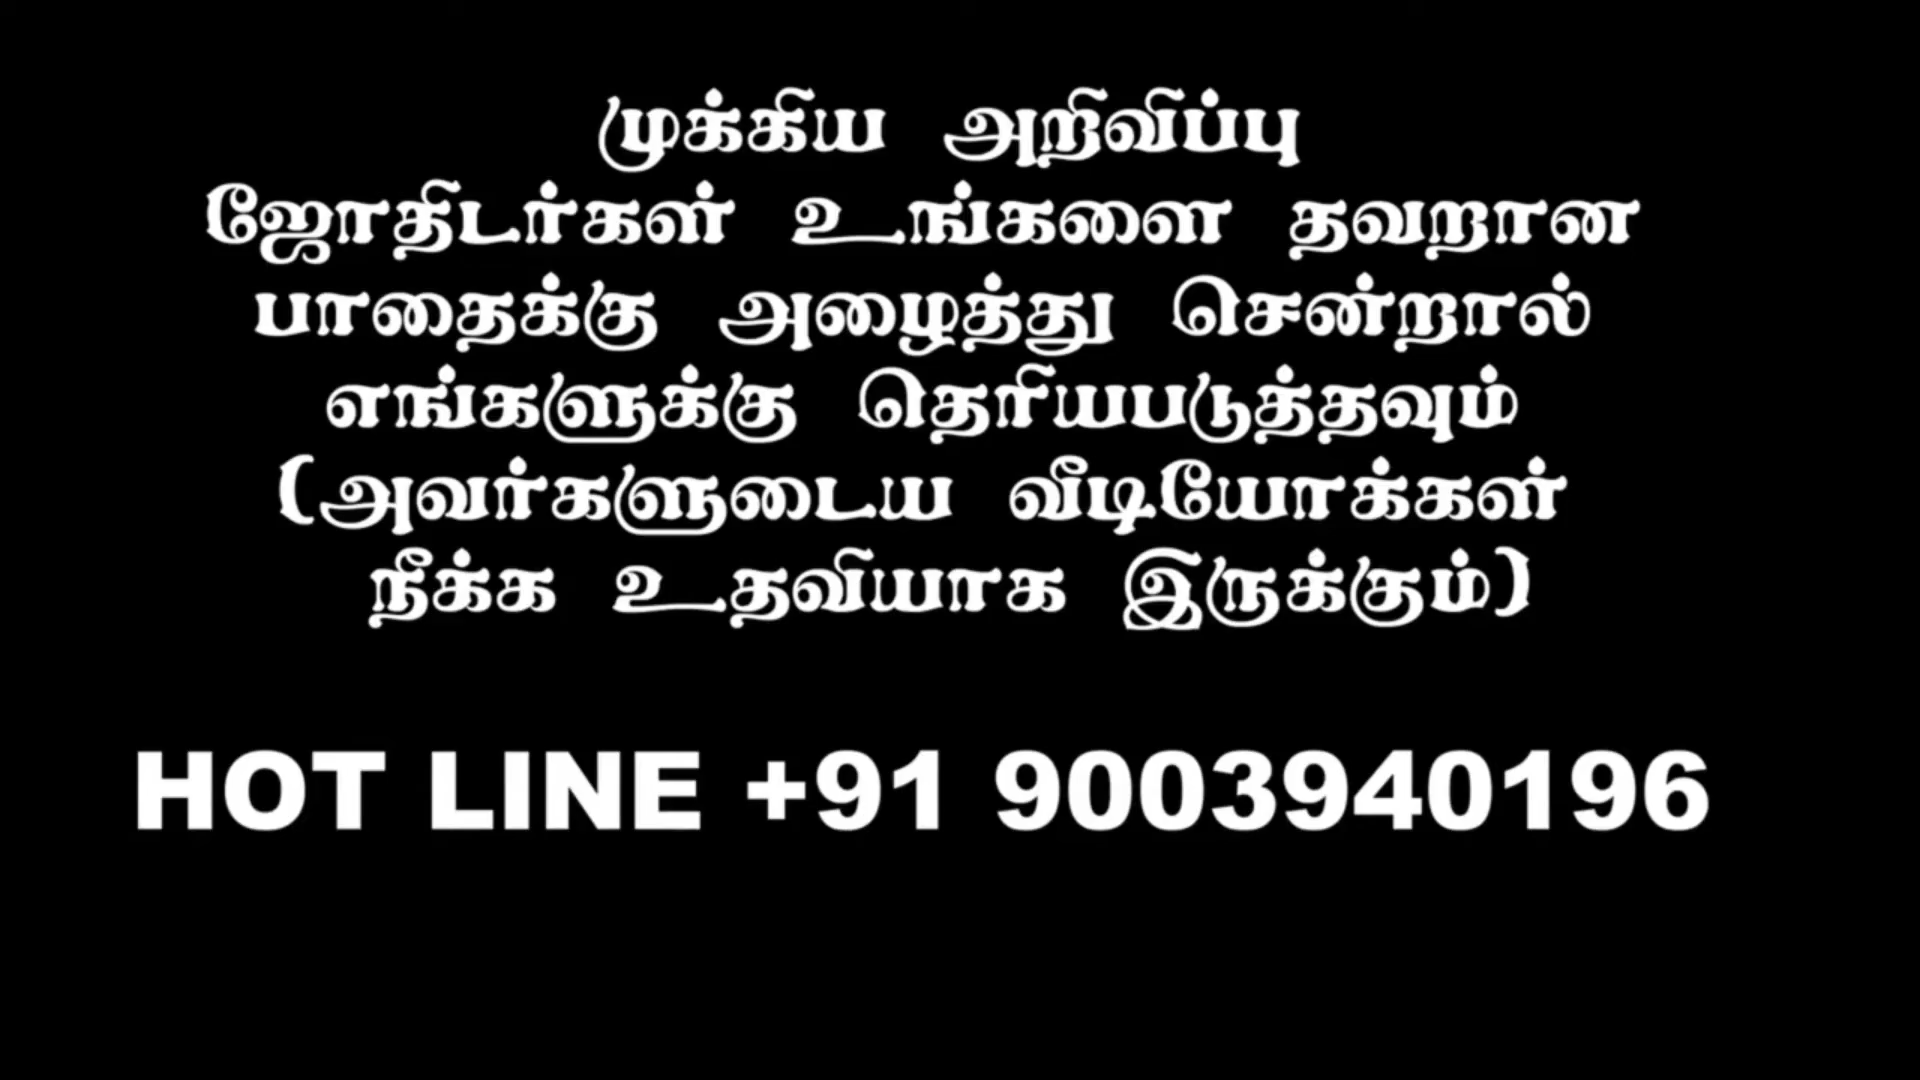 முக்கிய அறிவிப்பு
ஜோதிடர்கள் உங்களை தவறான
பாதைக்கு அழைத்து சென்றால்
எங்களுக்கு தெரியபடுத்தவும்
(அவர்களுடைய வீடியோக்கள்
நீக்க உதவியாக இருக்கும்)
HOT LINE +91 9003940196